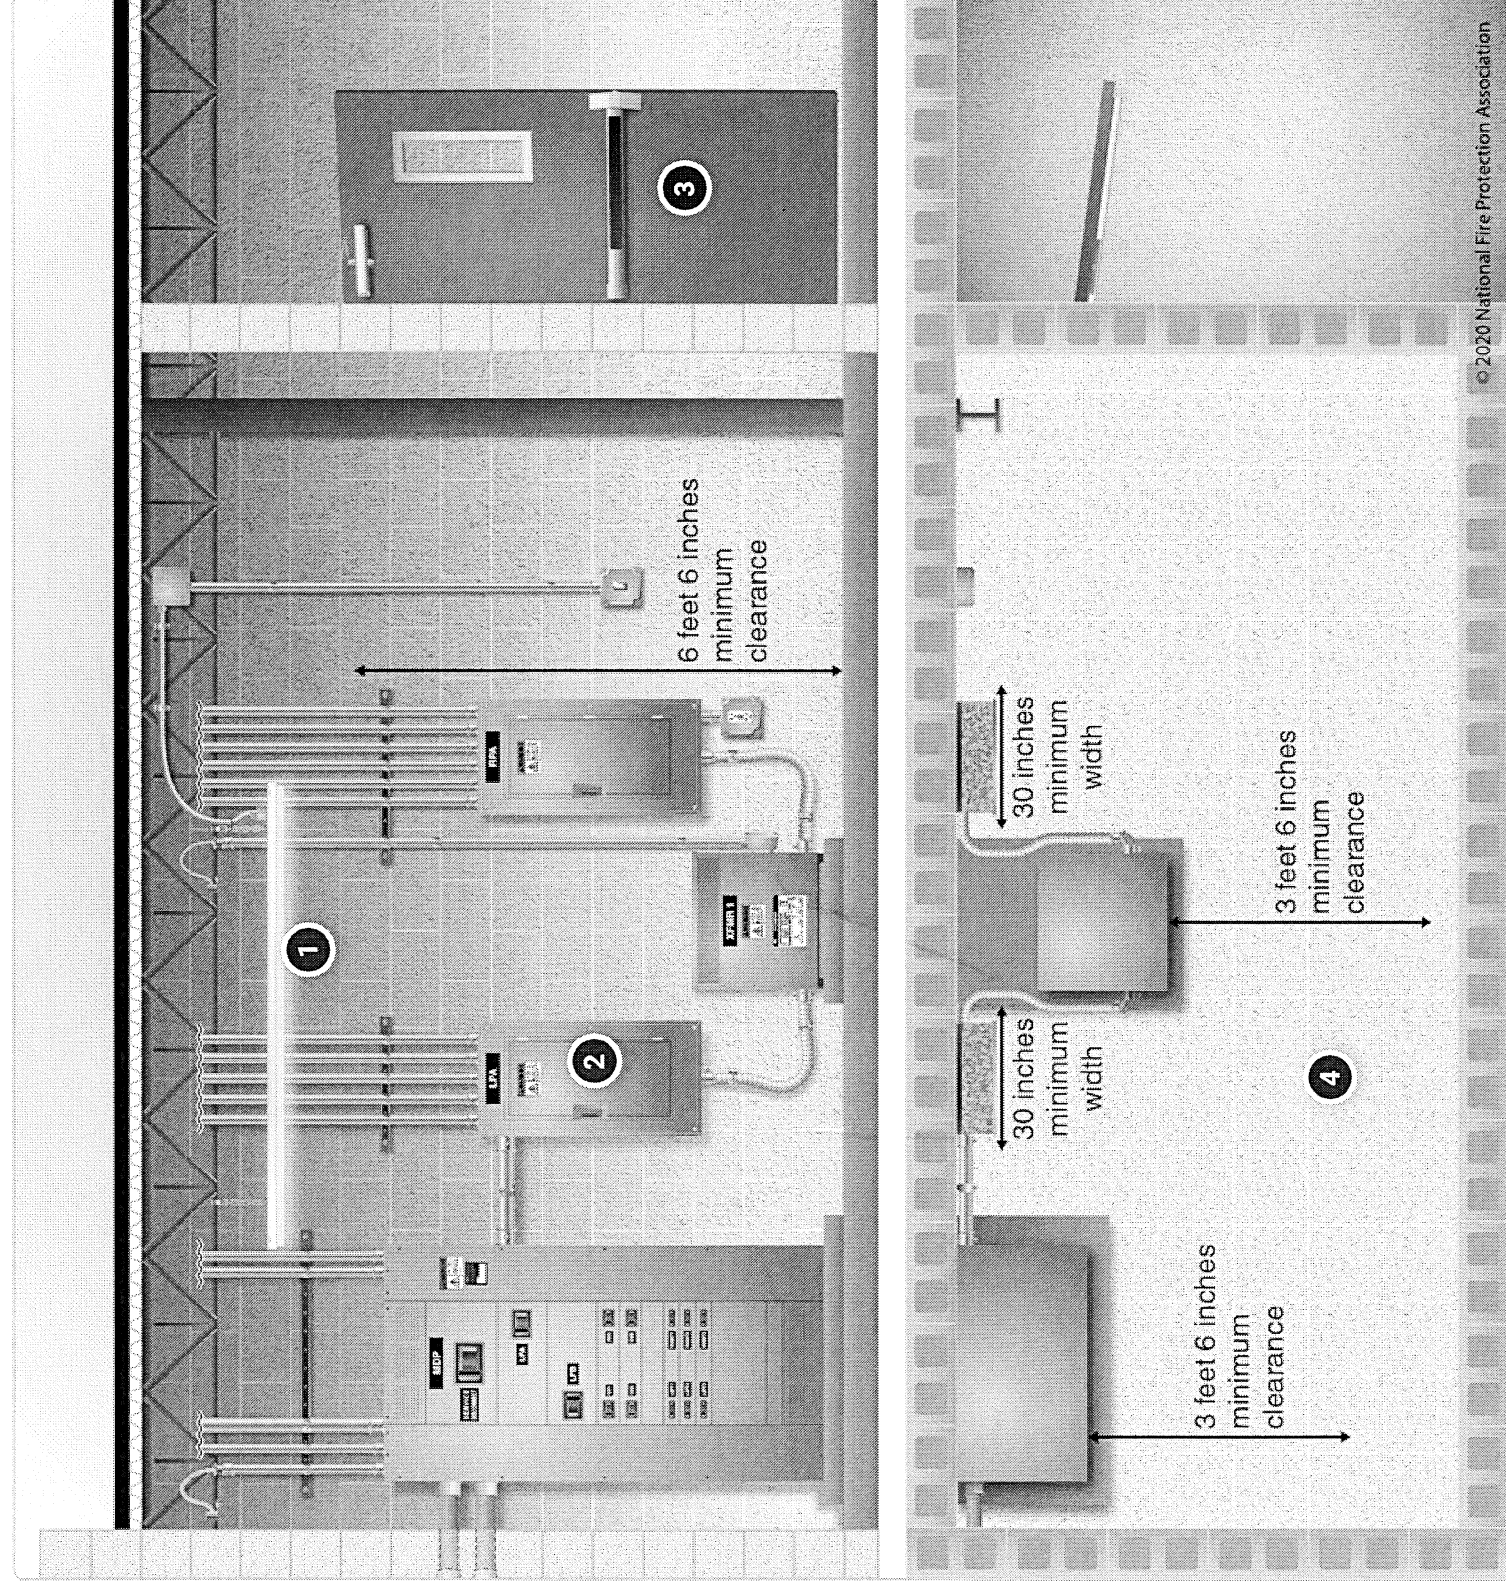 1
MDP
LPA
LPA
2
XFMR 1
RPA
6 feet 6 inches
minimum
clearance
3
3 feet 6 inches
minimum
clearance
30 inches
minimum
width
4
30 inches
minimum
width
3 feet 6 inches
minimum
clearance
© 2020 National Fire Protection Association